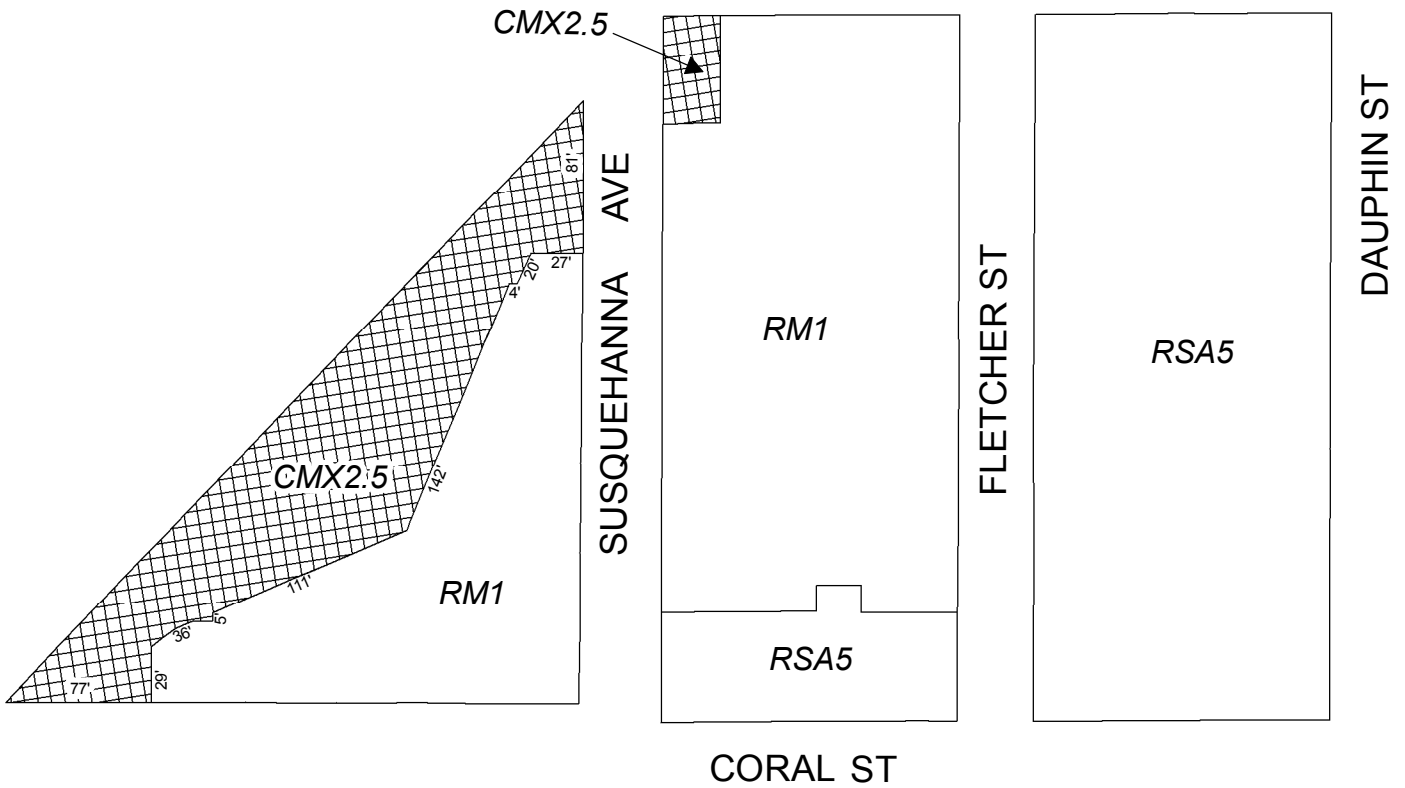 CMX2.5
81'
SUSQUEHANNA AVE
27'
20'
4'
142'
CMX2.5
111'
RM1
5'
36'
29'
77'
RM1
RSA5
FLETCHER ST
RSA5
DAUPHIN ST
CORAL ST